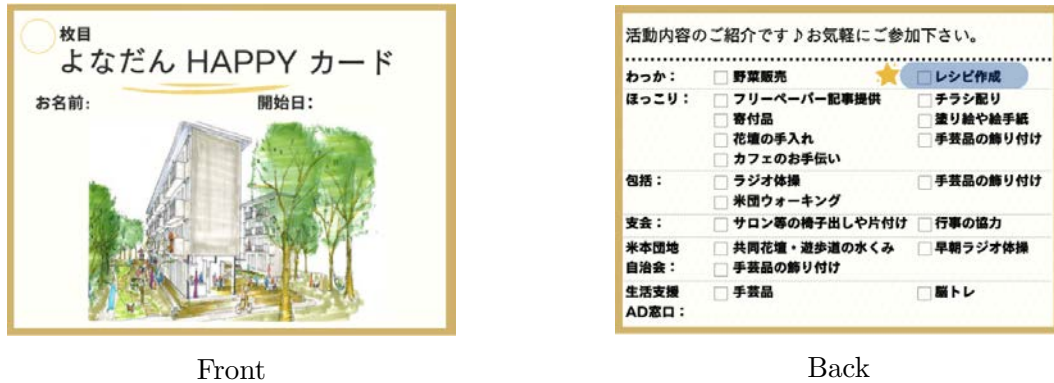 枚目
よなだん HAPPY カード
お名前:
開始日:
Front
活動内容のご紹介です♪お気軽にご参加下さい。
わっか： □ 野菜販売 □ レシピ作成
ほっこり： □ フリーペーパー記事提供 □ チラシ配り
□ 寄付品 □ 塗り絵や絵手紙
□ 花壇の手入れ □ 手芸品の飾り付け
□ カフェのお手伝い
包括： □ ラジオ体操 □ 手芸品の飾り付け
□ 米団ウォーキング
支会： □ サロン等の椅子出しや片付け □ 行事の協力
米本団地 □ 共同花壇・遊歩道の水くみ □ 早朝ラジオ体操
自治会： □ 手芸品の飾り付け
生活支援 □ 手芸品 □ 脳トレ
AD窓口：
Back